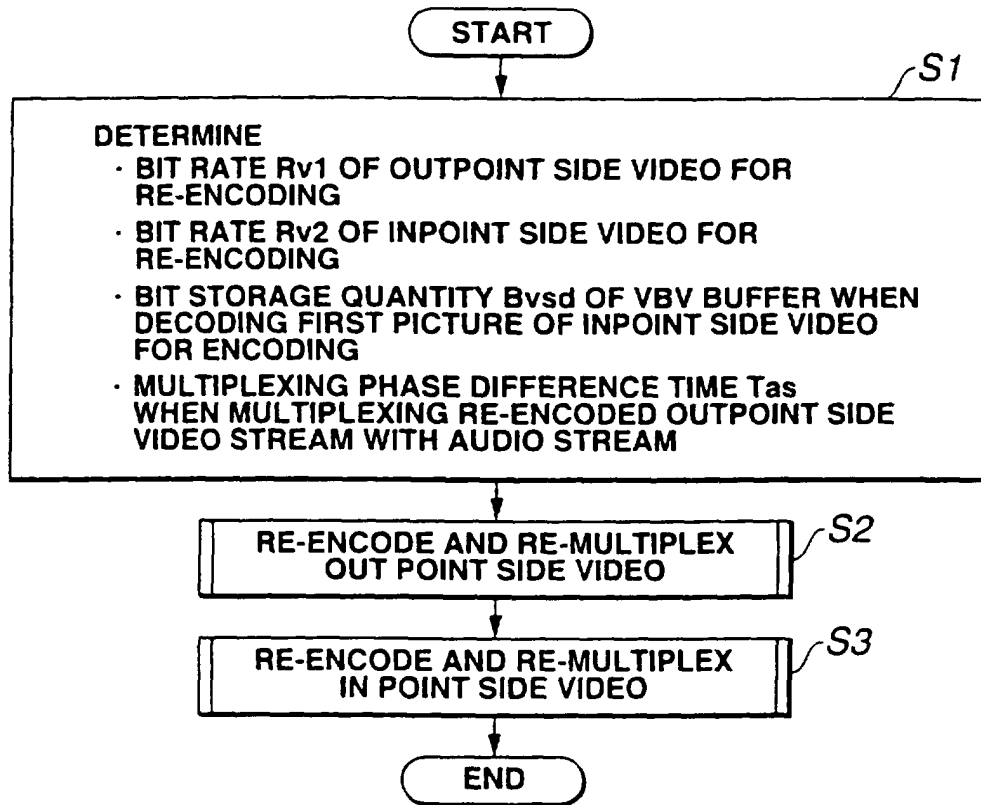 START
S1
DETERMINE
· BIT RATE Rv1 OF OUTPOINT SIDE VIDEO FOR
RE-ENCODING
· BIT RATE Rv2 OF INPOINT SIDE VIDEO FOR
RE-ENCODING
· BIT STORAGE QUANTITY Bvsd OF VBV BUFFER WHEN
DECODING FIRST PICTURE OF INPOINT SIDE VIDEO
FOR ENCODING
· MULTIPLEXING PHASE DIFFERENCE TIME Tas
WHEN MULTIPLEXING RE-ENCODED OUTPOINT SIDE
VIDEO STREAM WITH AUDIO STREAM
S2
RE-ENCODE AND RE-MULTIPLEX
OUT POINT SIDE VIDEO
S3
RE-ENCODE AND RE-MULTIPLEX
IN POINT SIDE VIDEO
END